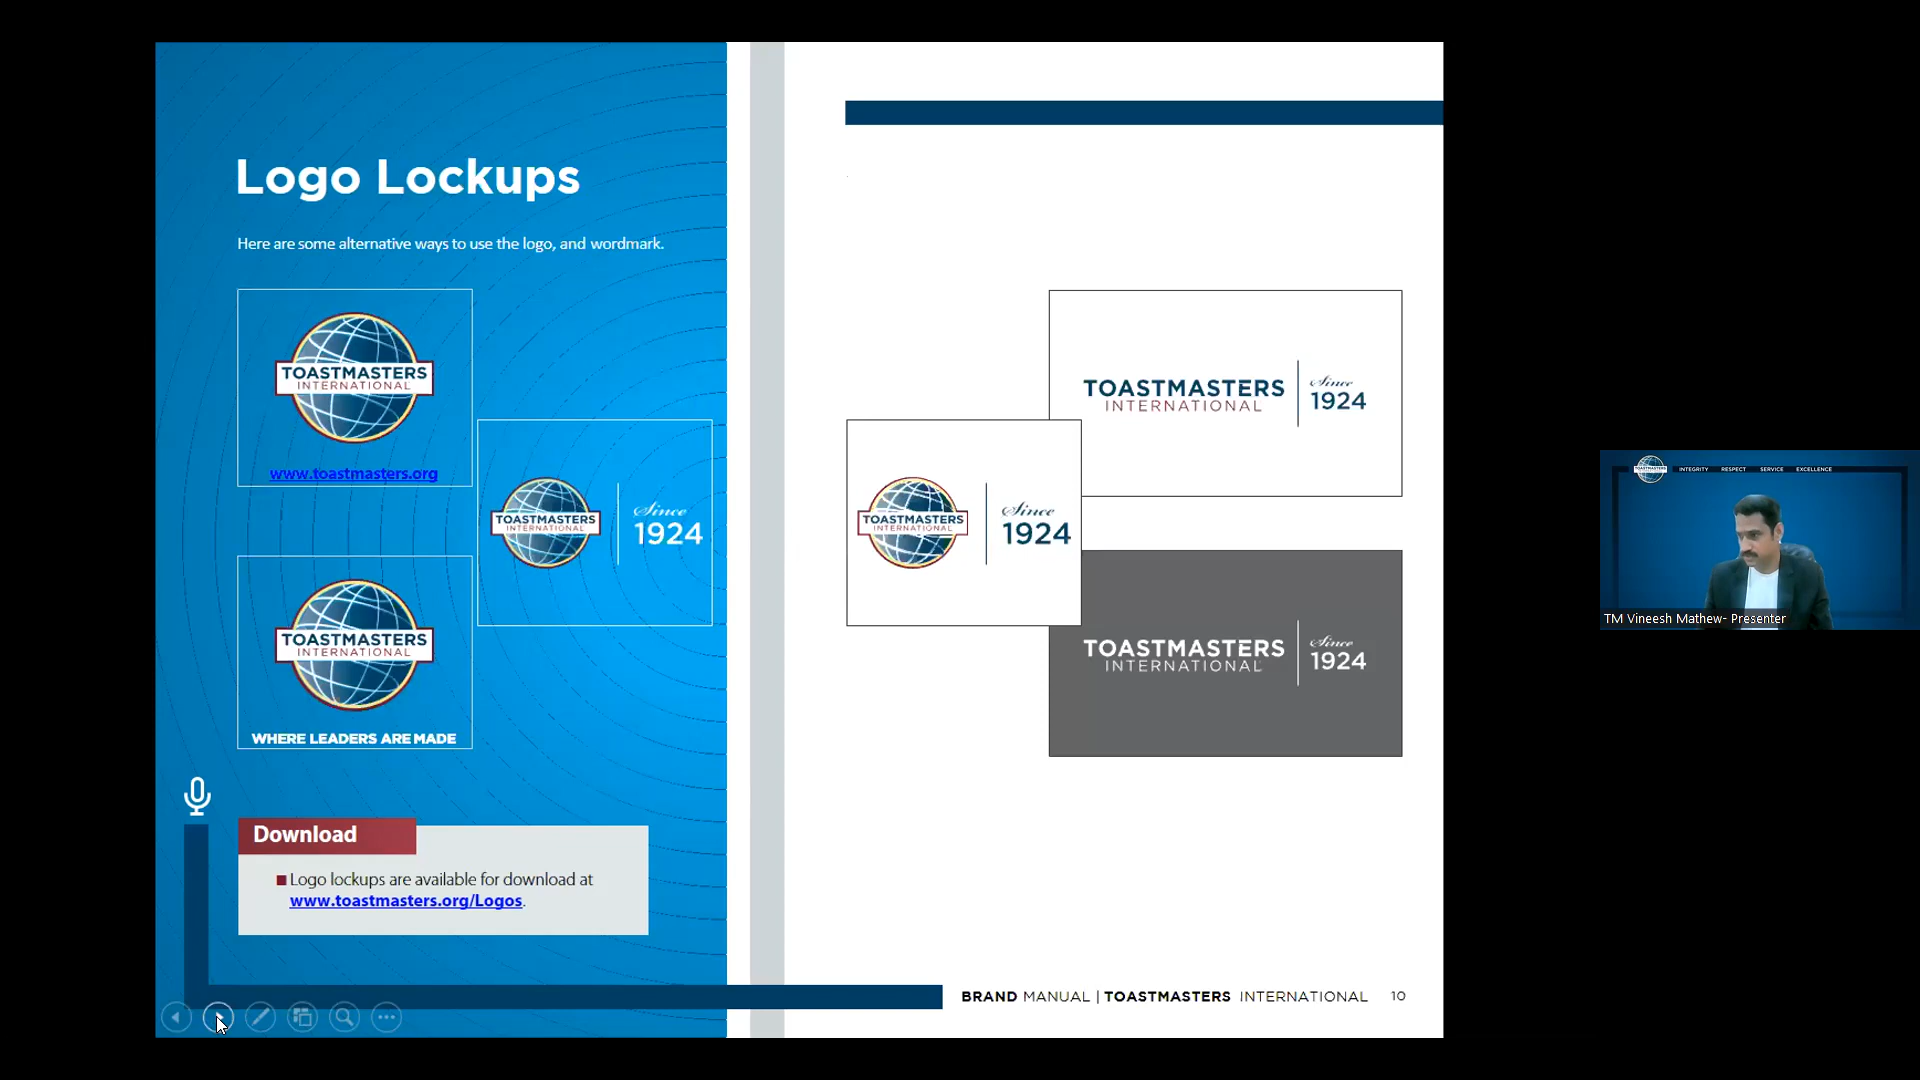 Logo Lockups
Here are some alternative ways to use the logo, and wordmark.
TOASTMASTERS
INTERNATIONAL
www.toastmasters.org
TOASTMASTERS
INTERNATIONAL
Since
1924
TOASTMASTERS
INTERNATIONAL
WHERE LEADERS ARE MADE
Download
Logo lockups are available for download at
www.toastmasters.org/Logos.
TOASTMASTERS
INTERNATIONAL
Since
1924
TOASTMASTERS
INTERNATIONAL
Since
1924
TOASTMASTERS
INTERNATIONAL
Since
1924
BRAND MANUAL | TOASTMASTERS INTERNATIONAL 10
TOASTMASTERS
INTEGRITY RESPECT SERVICE EXCELLENCE
TM Vineesh Mathew- Presenter